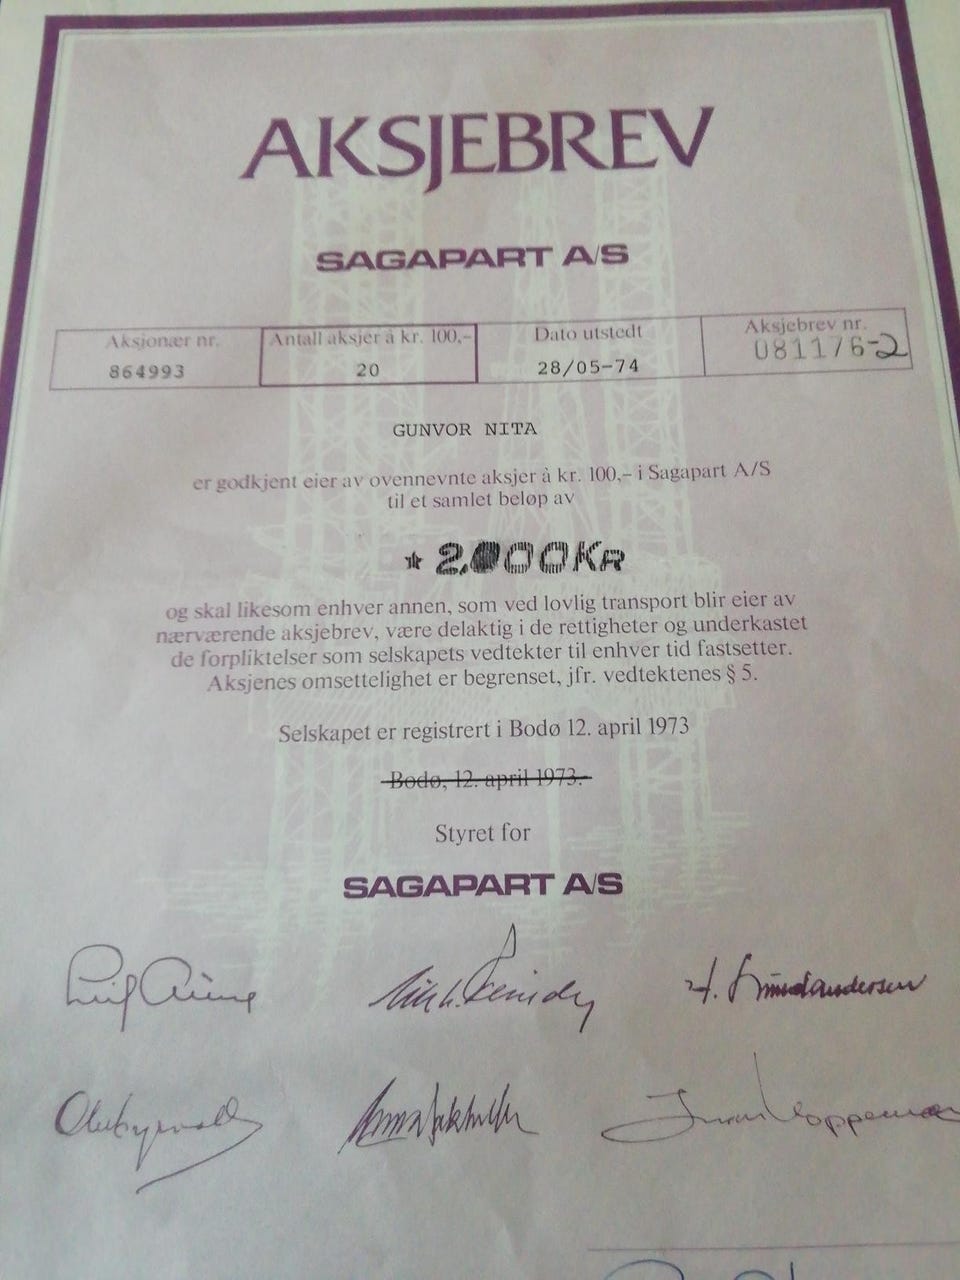 AKSJEBREV
SAGAPART A/S
Aksjonær nr. Antall aksjer à kr. 100,- Dato utstedt Aksjebrev nr.
864993 20 28/05-74 081176-2
GUNVOR NITA
er godkjent eier av ovennevnte aksjer à kr. 100,- i Sagapart A/S
til et samlet beløp av
* 2.000KR
og skal likesom enhver annen, som ved lovlig transport blir eier av
nærværende aksjebrev, være delaktig i de rettigheter og underkastet
de forpliktelser som selskapets vedtekter til enhver tid fastsetter.
Aksjenes omsettelighet er begrenset, jfr. vedtektenes § 5.
Selskapet er registrert i Bodø 12. april 1973
Bodø, 12. april 1973.
Styret for
SAGAPART A/S